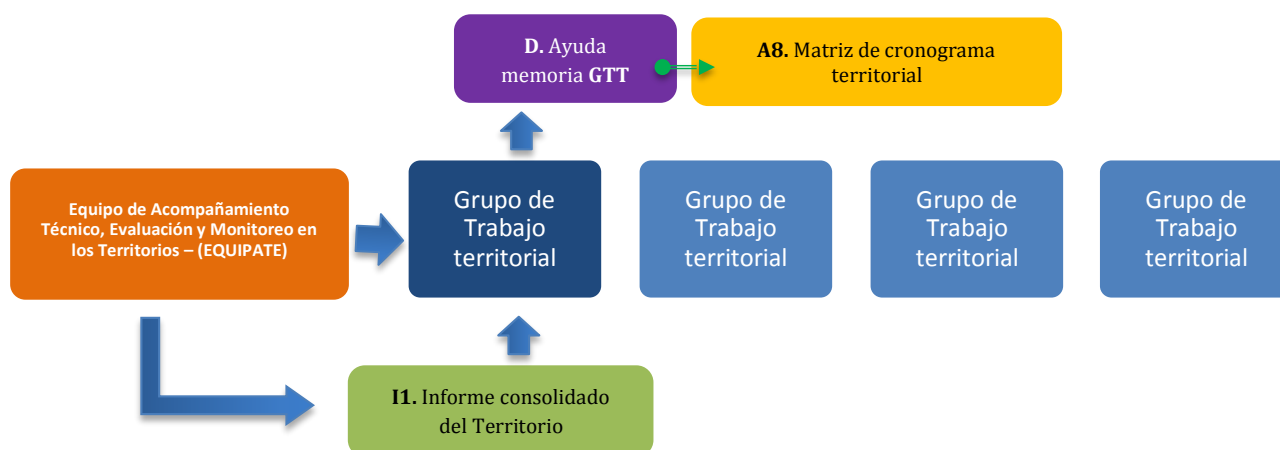 D. Ayuda
memoria GTT
A8. Matriz de cronograma
territorial
Equipo de Acompañamiento
Técnico, Evaluación y Monitoreo en
los Territorios – (EQUIPATE)
Grupo de
Trabajo
territorial
Grupo de
Trabajo
territorial
Grupo de
Trabajo
territorial
Grupo de
Trabajo
territorial
I1. Informe consolidado
del Territorio